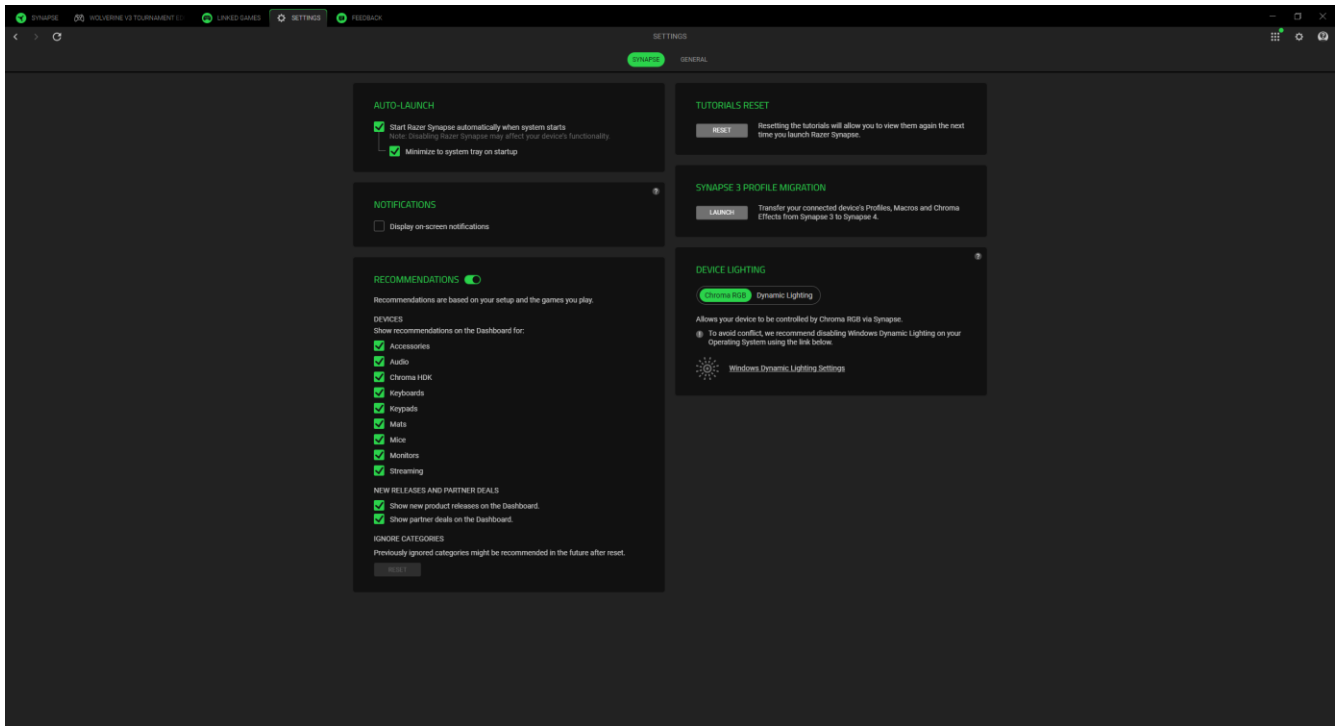 SYNAPSE
WOLVERINE V3 TOURNAMENT
LINKED GAMES
SETTINGS
FEEDBACK
SETTINGS
SYNAPSE
GENERAL
AUTO-LAUNCH
Start Razer Synapse automatically when system starts
Note: Disabling Razer Synapse may affect your device's functionality.
Minimize to system tray on startup
NOTIFICATIONS
Display on-screen notifications
RECOMMENDATIONS
Recommendations are based on your setup and the games you play.
DEVICES
Show recommendations on the Dashboard for:
Accessories
Audio
Chroma HDK
Keyboards
Keypads
Mats
Mice
Monitors
Streaming
NEW RELEASES AND PARTNER DEALS
Show new product releases on the Dashboard.
Show partner deals on the Dashboard.
IGNORE CATEGORIES
Previously ignored categories might be recommended in the future after reset.
RESET
TUTORIALS RESET
RESET
Resetting the tutorials will allow you to view them again the next
time you launch Razer Synapse.
SYNAPSE 3 PROFILE MIGRATION
LAUNCH
Transfer your connected device's Profiles, Macros and Chroma
Effects from Synapse 3 to Synapse 4.
DEVICE LIGHTING
Chroma RGB
Dynamic Lighting
Allows your device to be controlled by Chroma RGB via Synapse.
To avoid conflict, we recommend disabling Windows Dynamic Lighting on your
Operating System using the link below.
Windows Dynamic Lighting Settings